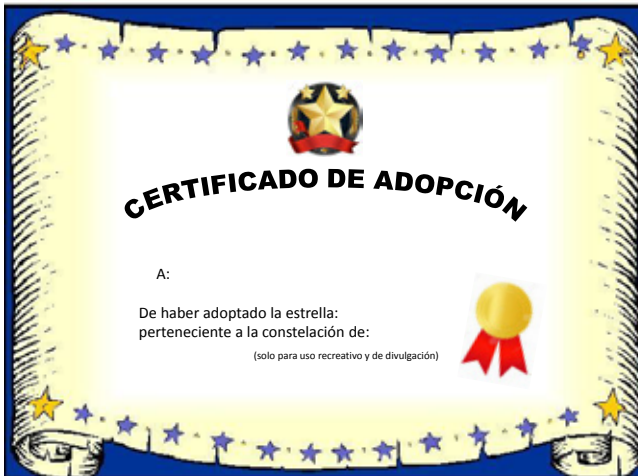 CERTIFICADO DE ADOPCIÓN
A:
De haber adoptado la estrella:
perteneciente a la constelación de:
(solo para uso recreativo y de divulgación)